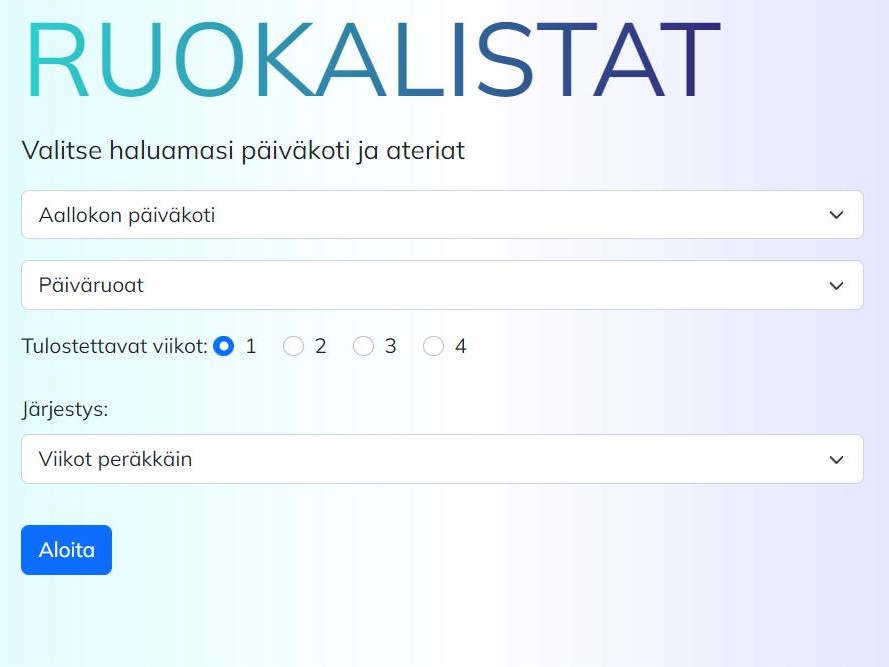 RUOKALISTAT
Valitse haluamasi päiväkoti ja ateriat
Aallokon päiväkoti
Päiväruoat
Tulostettavat viikot: 1 2 3 4
Järjestys:
Viikot peräkkäin
Aloita